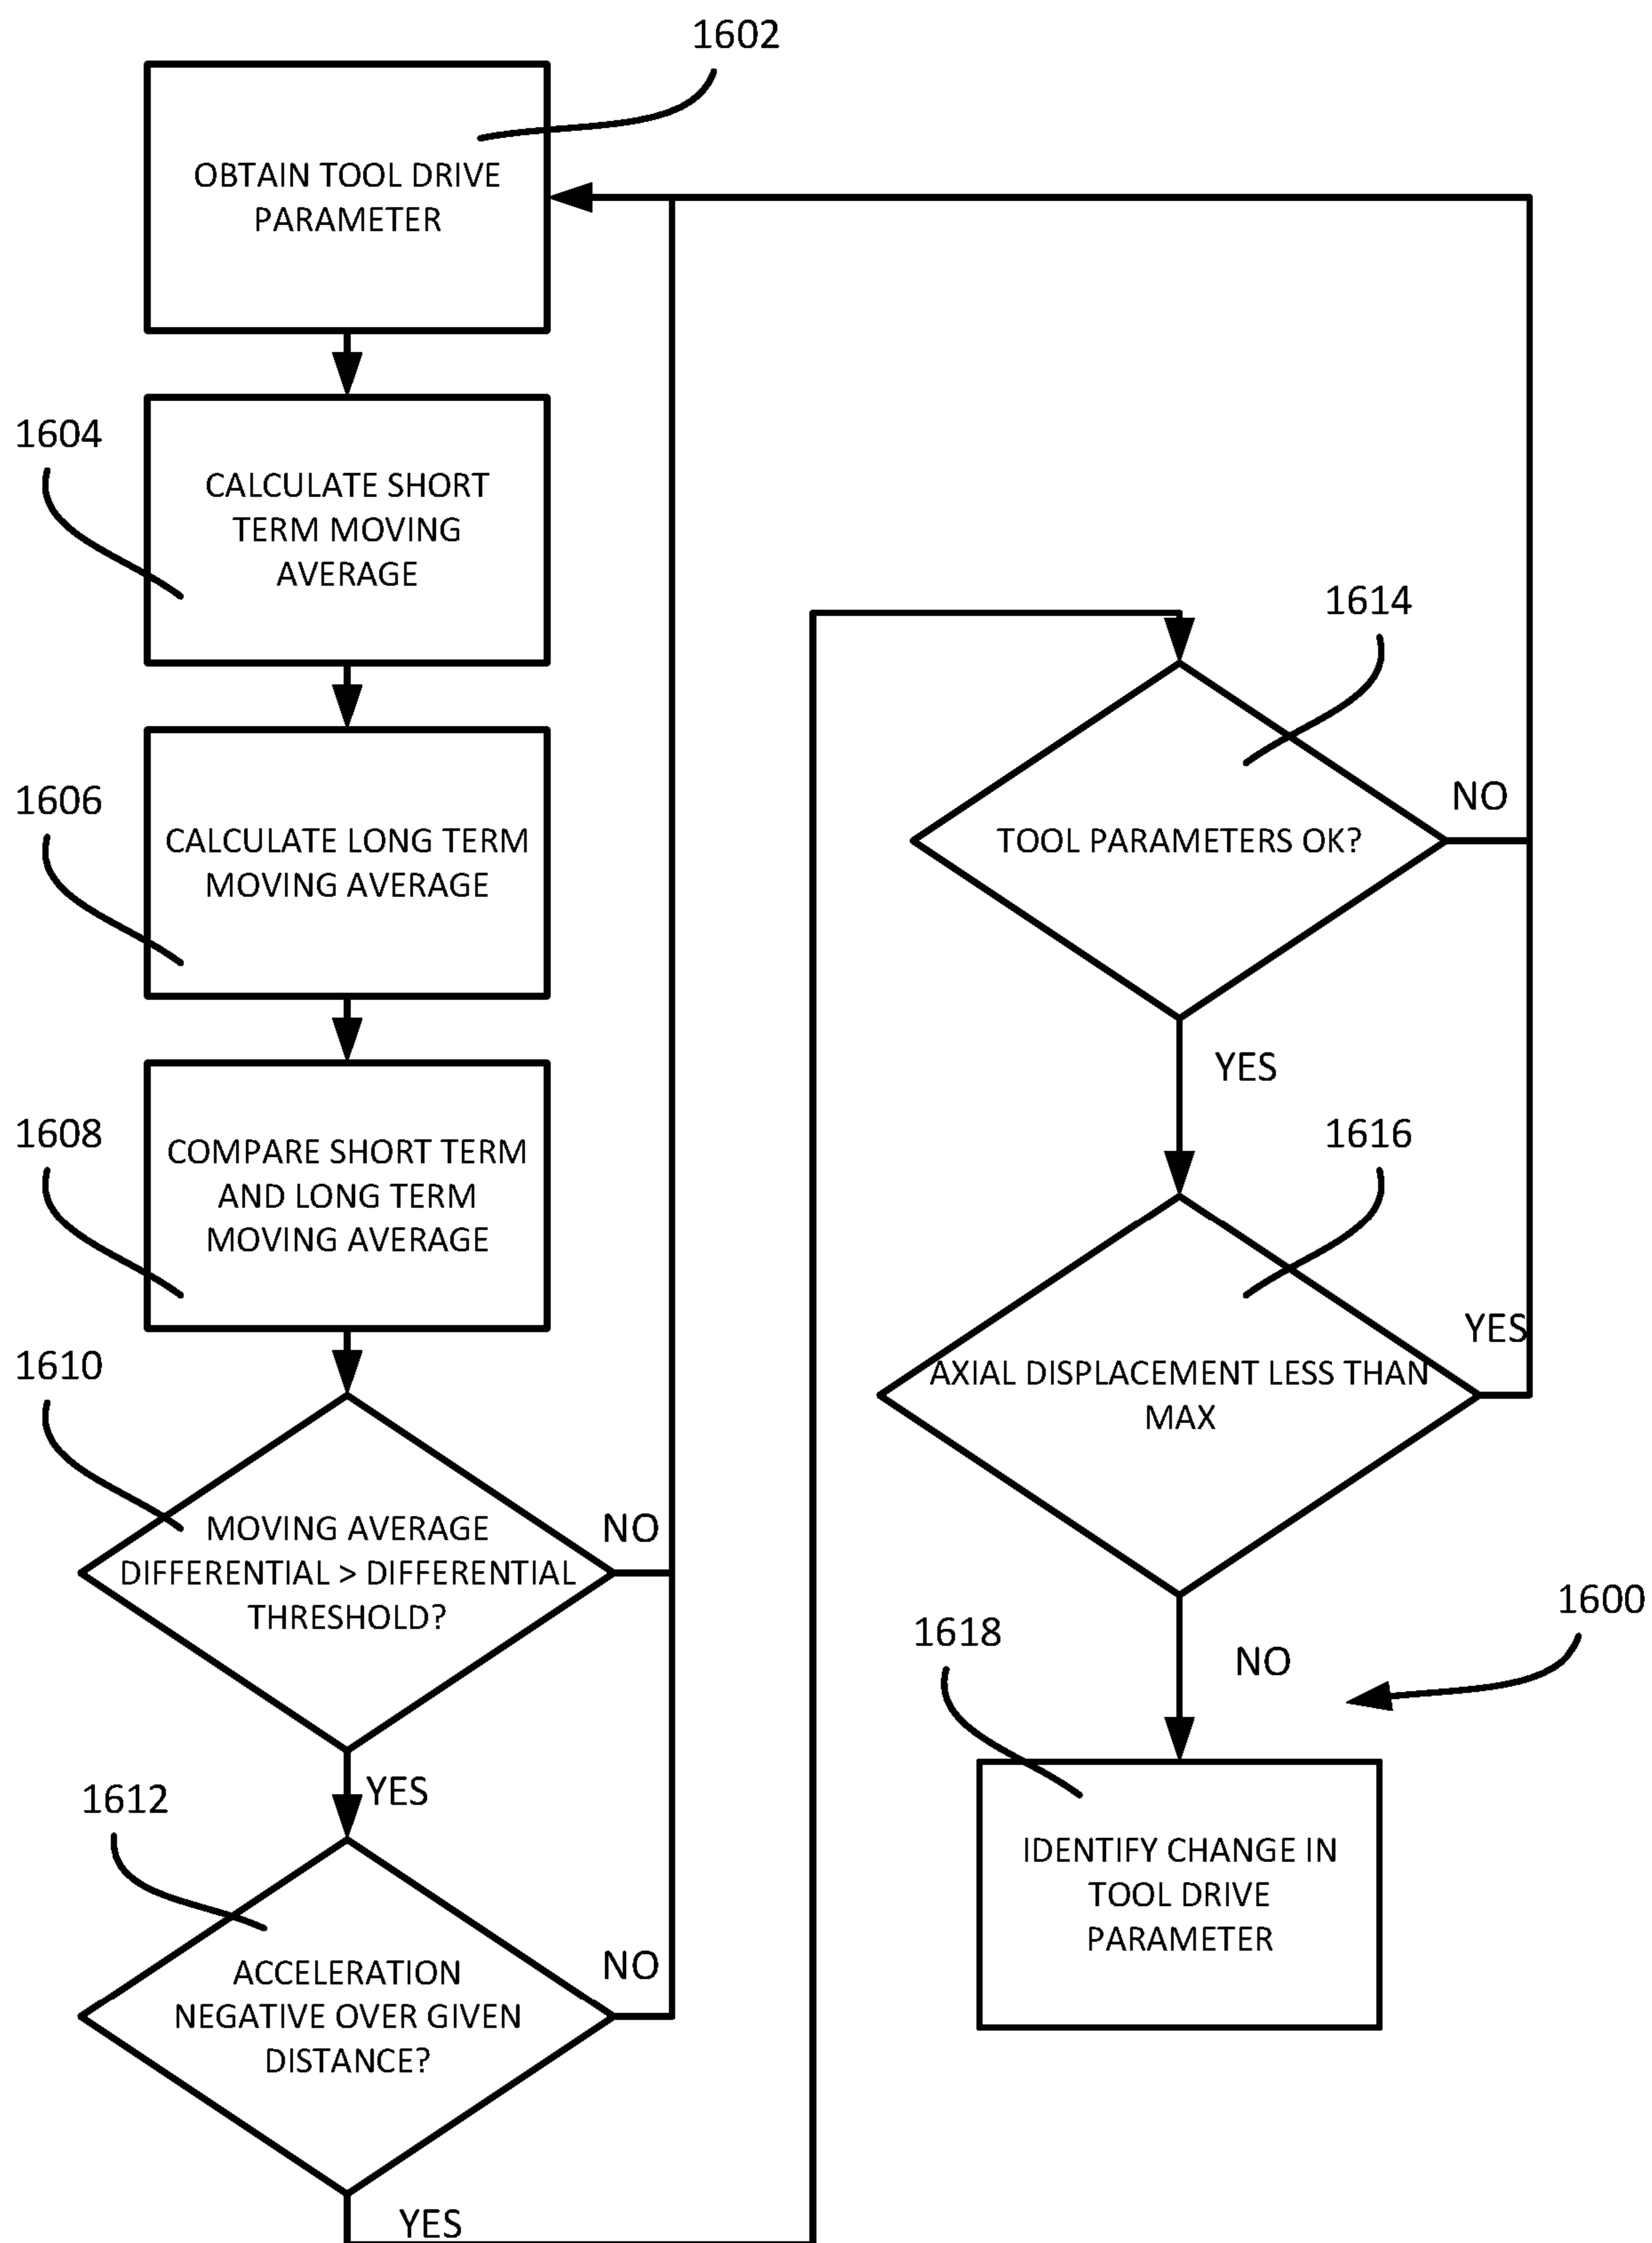 1602
OBTAIN TOOL DRIVE
PARAMETER
1604
CALCULATE SHORT
TERM MOVING
AVERAGE
1606
CALCULATE LONG TERM
MOVING AVERAGE
1608
COMPARE SHORT TERM
AND LONG TERM
MOVING AVERAGE
1610
MOVING AVERAGE
DIFFERENTIAL > DIFFERENTIAL
THRESHOLD?
NO
YES
1612
ACCELERATION
NEGATIVE OVER GIVEN
DISTANCE?
NO
YES
1614
TOOL PARAMETERS OK?
NO
YES
1616
AXIAL DISPLACEMENT LESS THAN
MAX
YES
NO
1600
1618
IDENTIFY CHANGE IN
TOOL DRIVE
PARAMETER